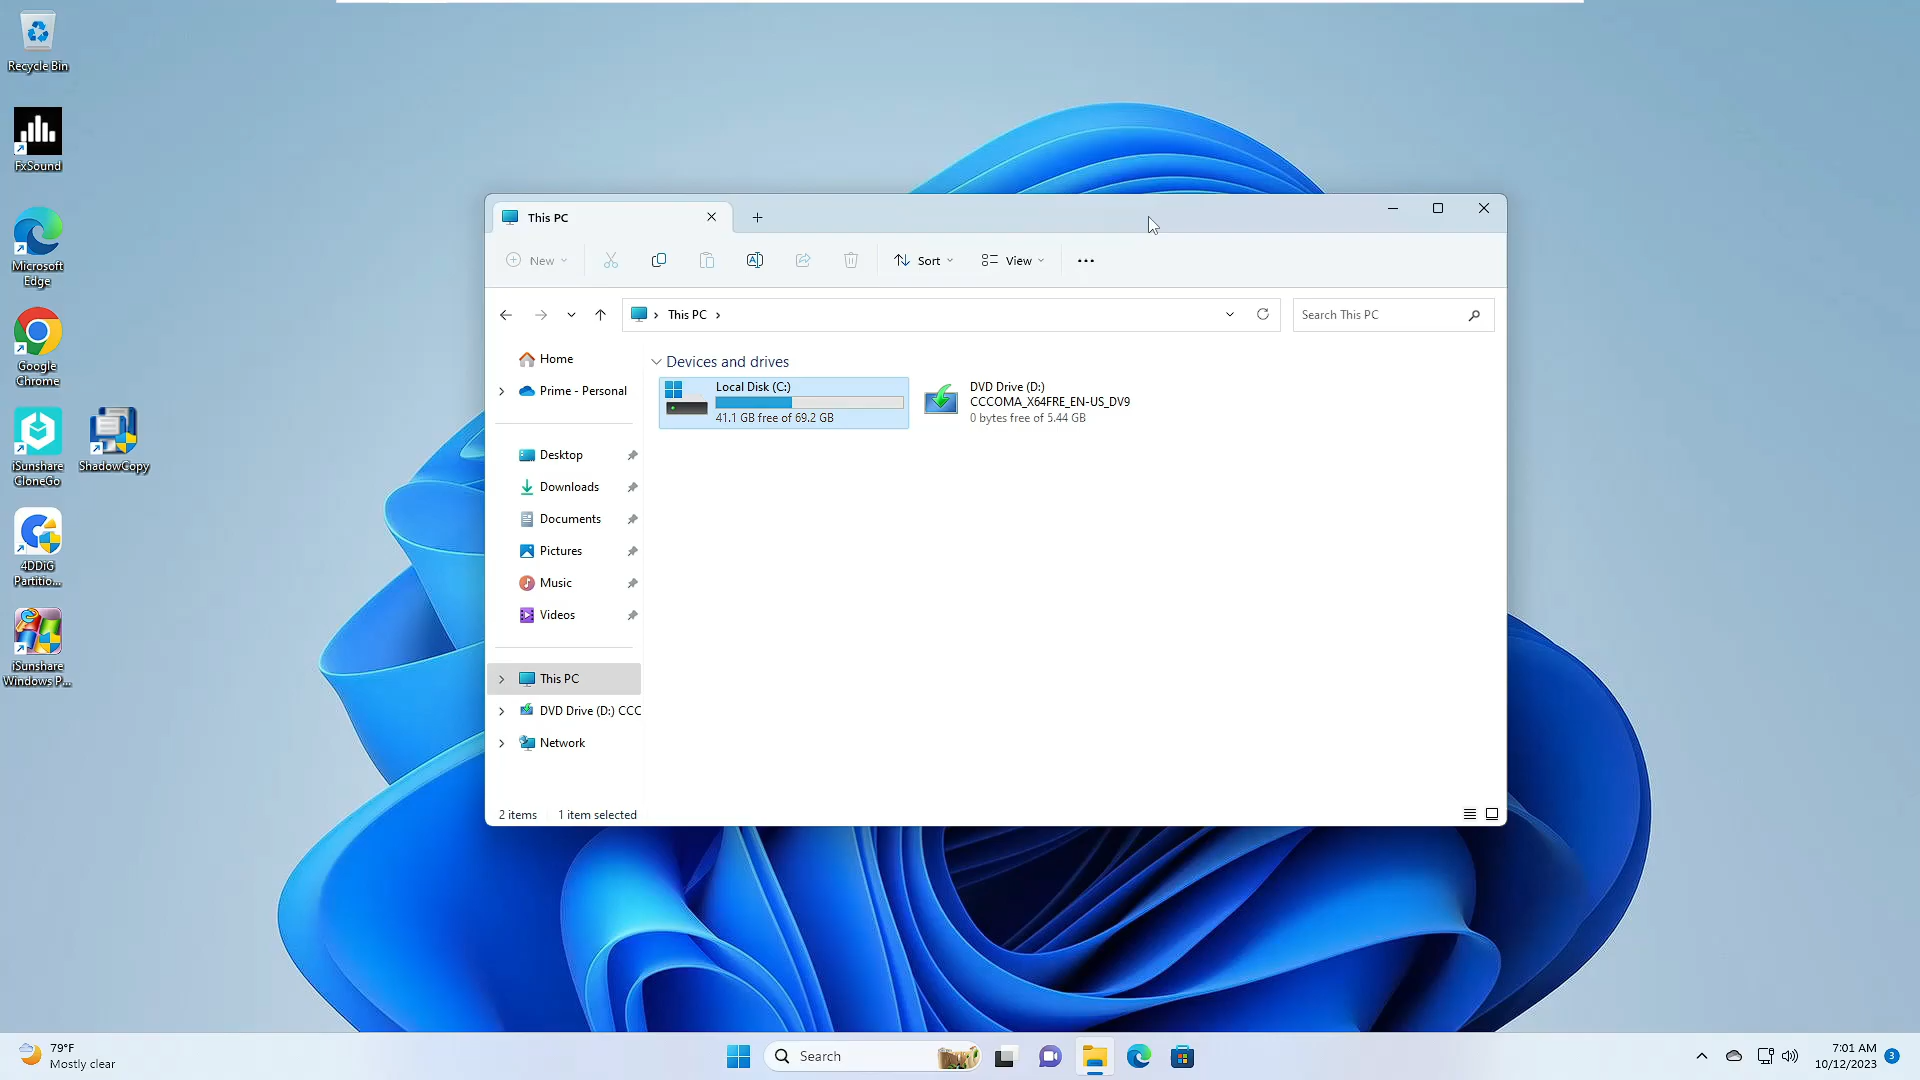 Recycle Bin
FxSound
Microsoft
Edge
Google
Chrome
iSunshare
CloneGo
ShadowCopy
4DDiG
Partitio...
iSunshare
Windows P...
This PC
New
Sort
View
This PC
Search This PC
Home
Prime - Personal
Desktop
Downloads
Documents
Pictures
Music
Videos
This PC
DVD Drive (D:) CCC
Network
Devices and drives
Local Disk (C:)
41.1 GB free of 69.2 GB
DVD Drive (D:)
CCCOMA_X64FRE_EN-US_DV9
0 bytes free of 5.44 GB
2 items
1 item selected
79°F
Mostly clear
Search
7:01 AM
10/12/2023
3